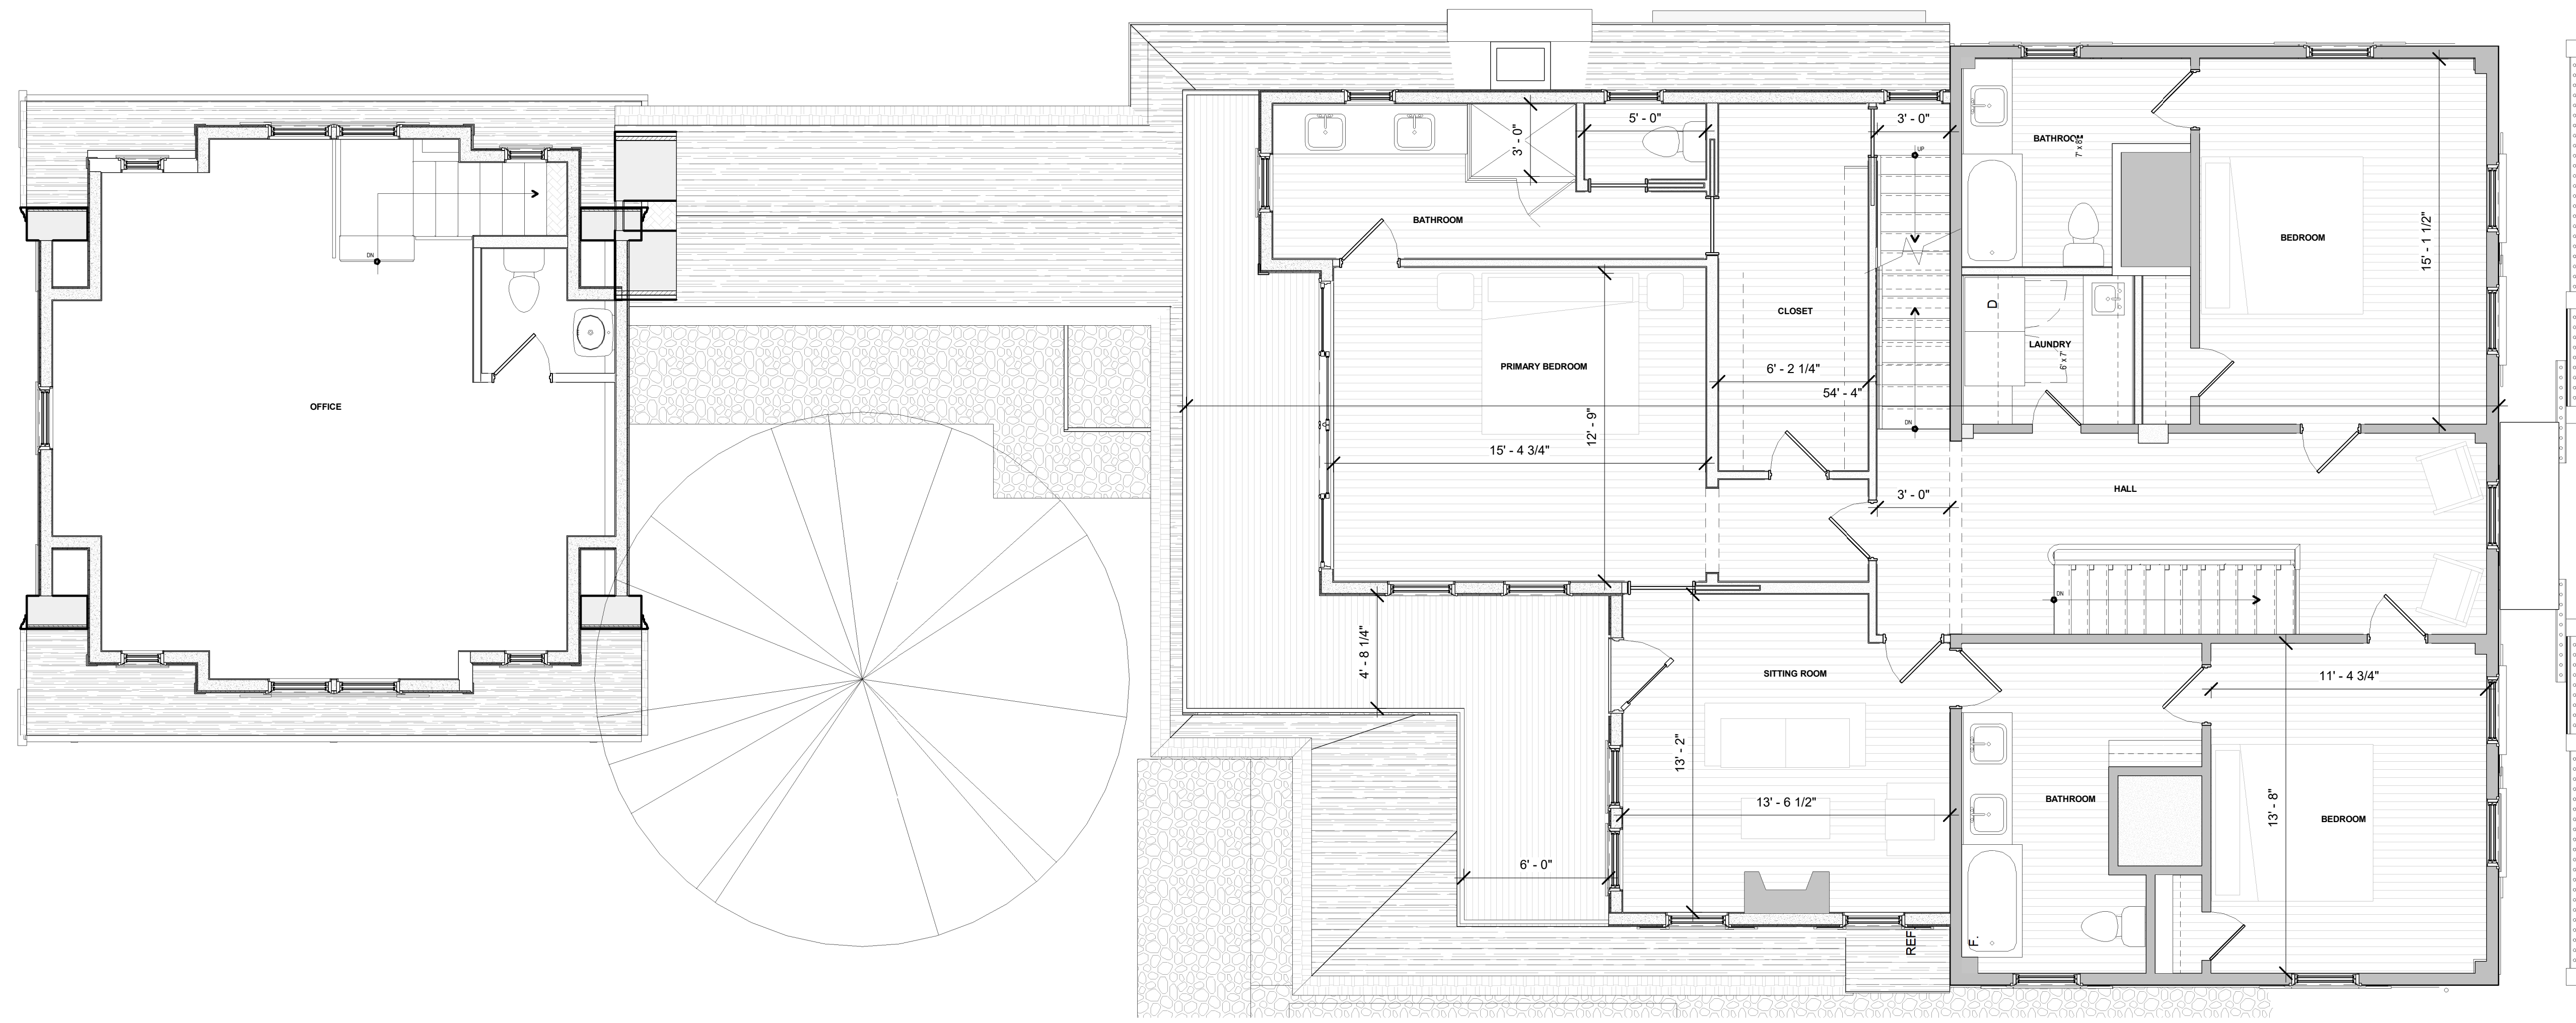 5' - 0"
3' - 0"
3' - 0"
BATHROOM
7' x 8'
UP
BATHROOM
BEDROOM
15' - 1 1/2"
DN
D
CLOSET
LAUNDRY
6' x 7'
PRIMARY BEDROOM
6' - 2 1/4"
54' - 4"
OFFICE
12' - 9"
DN
15' - 4 3/4"
HALL
3' - 0"
DN
4' - 8 1/4"
SITTING ROOM
11' - 4 3/4"
13' - 2"
13' - 6 1/2"
BATHROOM
13' - 8"
BEDROOM
6' - 0"
REF
F.